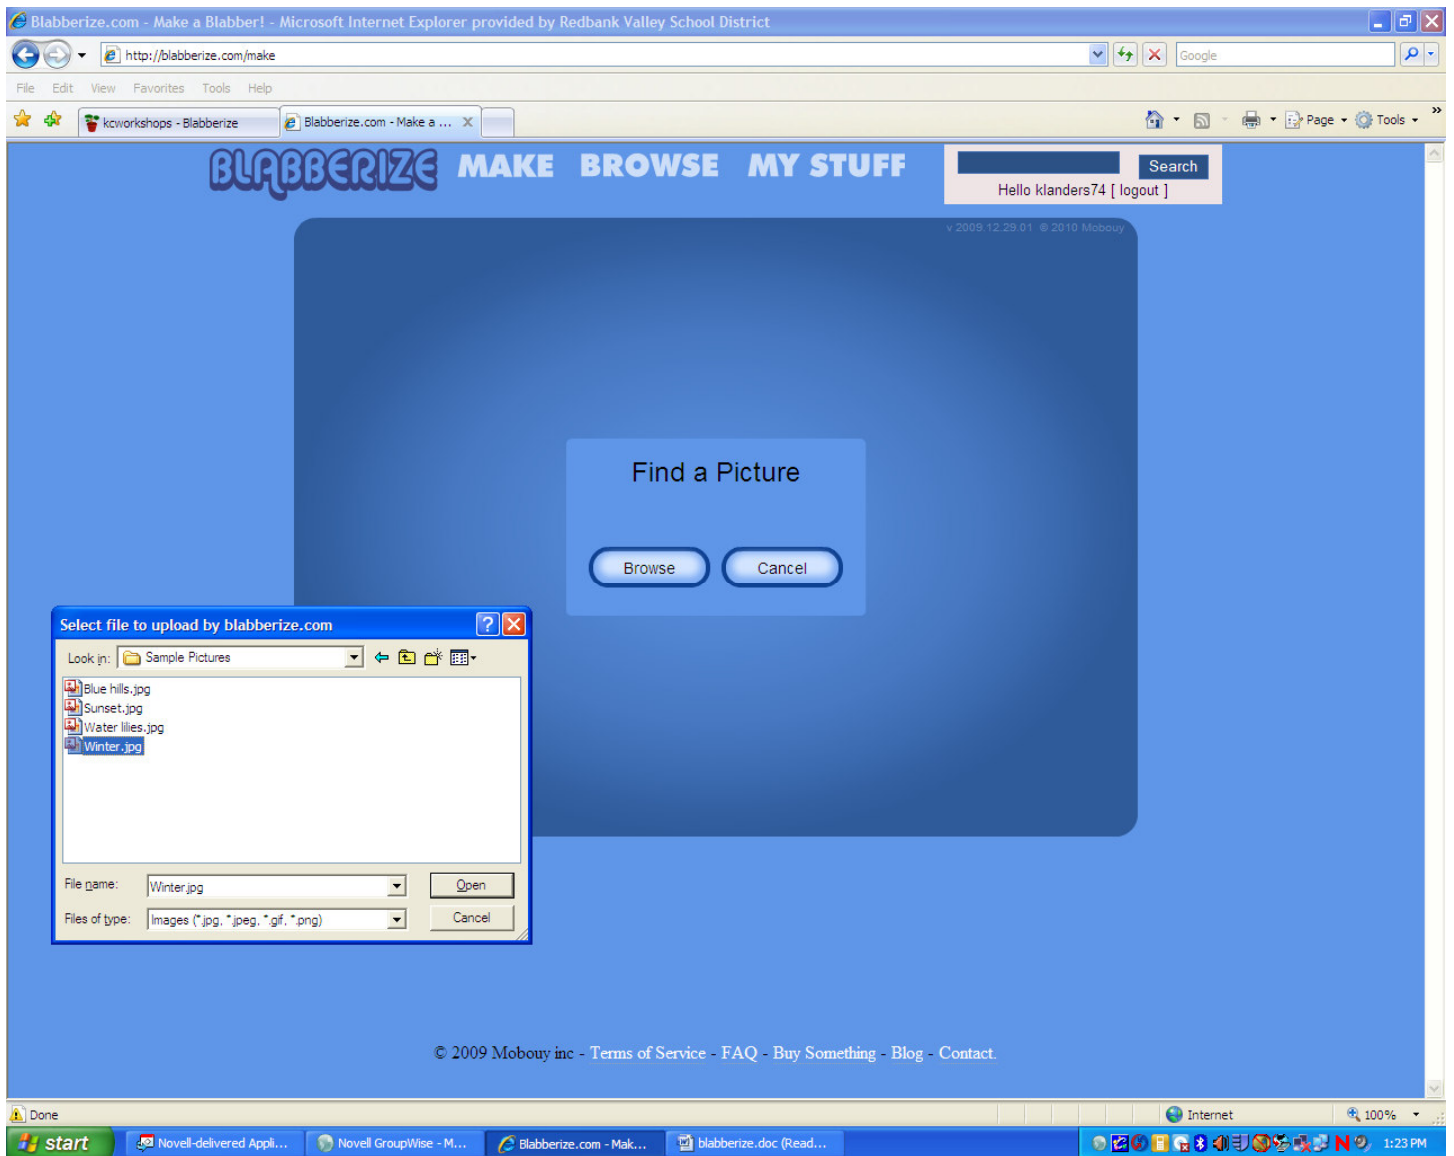 Blabberize.com - Make a Blabber! - Microsoft Internet Explorer provided by Redbank Valley School District
http://blabberize.com/make
Google
File Edit View Favorites Tools Help
kcworkshops - Blabberize
Blabberize.com - Make a ...
Page
Tools
BLABBERIZE MAKE BROWSE MY STUFF
Search
Hello klanders74 [ logout ]
v 2009.12.29.01 © 2010 Mobouy
Find a Picture
Browse
Cancel
Select file to upload by blabberize.com
Look in: Sample Pictures
Blue hills.jpg
Sunset.jpg
Water lilies.jpg
Winter.jpg
File name: Winter.jpg
Open
Files of type: Images (*.jpg, *.jpeg, *.gif, *.png)
Cancel
© 2009 Mobouy inc - Terms of Service - FAQ - Buy Something - Blog - Contact.
Done
Internet
100%
start
Novell-delivered Appli...
Novell GroupWise - M...
Blabberize.com - Mak...
blabberize.doc (Read...
1:23 PM